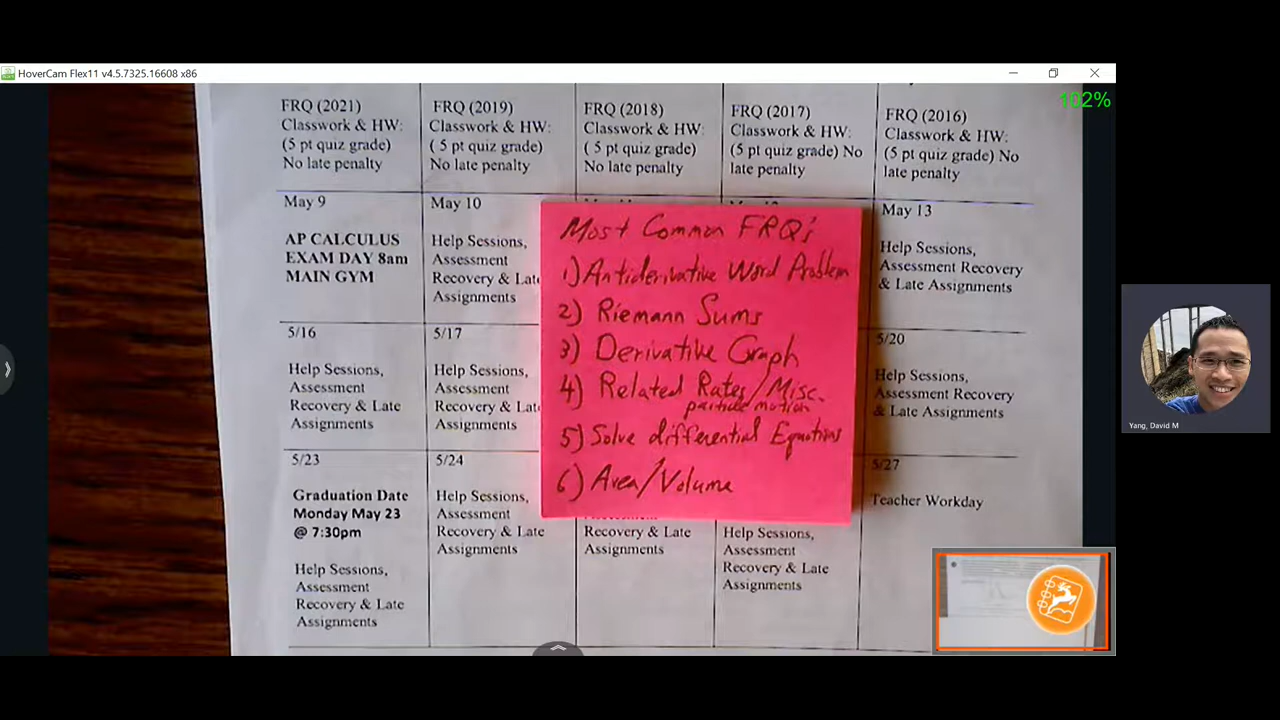 HoverCam Flex11 v4.5.7325.16608 x86
102%
FRQ (2021)
Classwork & HW:
(5 pt quiz grade)
No late penalty
FRQ (2019)
Classwork & HW:
( 5 pt quiz grade)
No late penalty
FRQ (2018)
Classwork & HW:
( 5 pt quiz grade)
No late penalty
FRQ (2017)
Classwork & HW:
(5 pt quiz grade) No
late penalty
FRQ (2016)
Classwork & HW:
(5 pt quiz grade) No
late penalty
May 9
AP CALCULUS
EXAM DAY 8am
MAIN GYM
May 10
Help Sessions,
Assessment
Recovery & Late
Assignments
Most Common FRQ's
1) Antiderivative Word Problem
2) Riemann Sums
3) Derivative Graph
4) Related Rates/Misc.
particle motion
5) Solve differential Equations
6) Area/Volume
May 13
Help Sessions,
Assessment Recovery
& Late Assignments
5/16
Help Sessions,
Assessment
Recovery & Late
Assignments
5/17
Help Sessions,
Assessment
Recovery & Late
Assignments
5/20
Help Sessions,
Assessment Recovery
& Late Assignments
5/23
Graduation Date
Monday May 23
@ 7:30pm
Help Sessions,
Assessment
Recovery & Late
Assignments
5/24
Help Sessions,
Assessment
Recovery & Late
Assignments
Recovery & Late
Assignments
Help Sessions,
Assessment
Recovery & Late
Assignments
5/27
Teacher Workday
Yang, David M